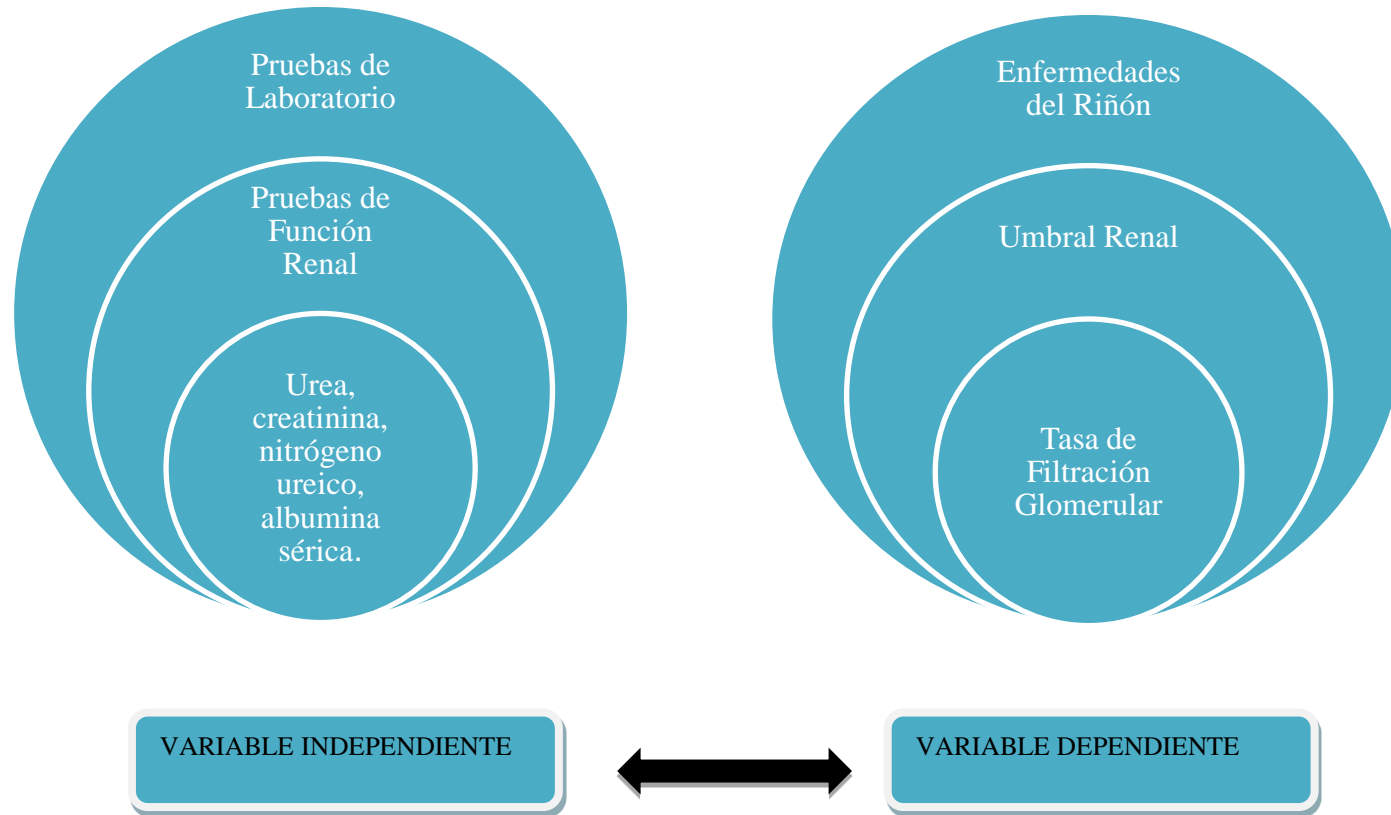 Pruebas de
Laboratorio
Pruebas de
Función
Renal
Urea,
creatinina,
nitrógeno
ureico,
albumina
sérica.
Enfermedades
del Riñón
Umbral Renal
Tasa de
Filtración
Glomerular
VARIABLE INDEPENDIENTE
VARIABLE DEPENDIENTE